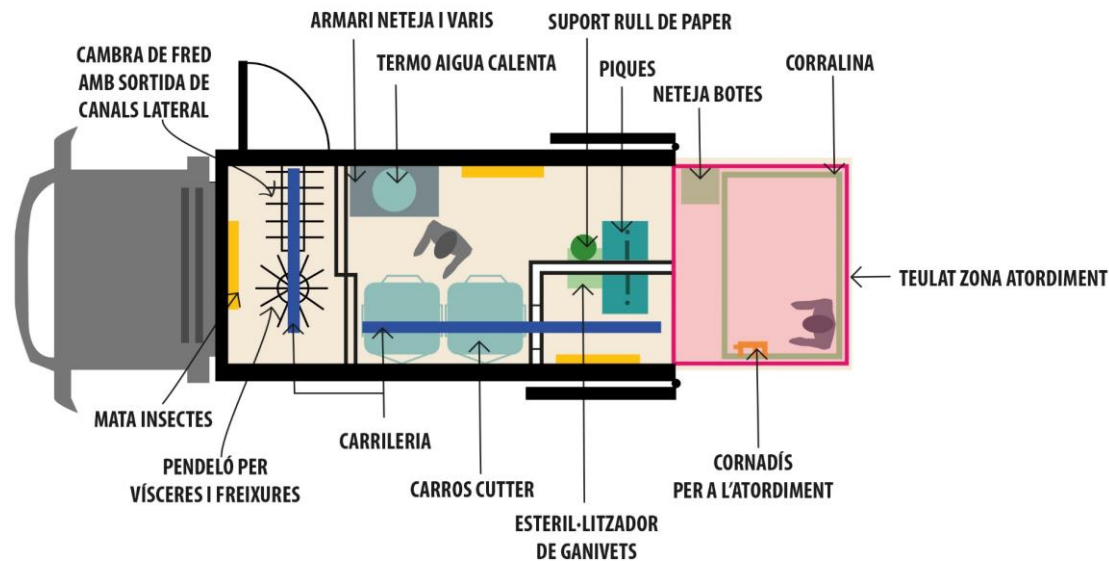 ARMARI NETEJA I VARIS
SUPORT RULL DE PAPER
CAMBRA DE FRED
AMB SORTIDA DE
CANALS LATERAL
TERMO AIGUA CALENTA
PIQUES
CORRALINA
NETEJA BOTES
TEULAT ZONA ATORDIMENT
MATA INSECTES
CARRILERIA
PENDELÓ PER
VÍSCERES I FREIXURES
CARROS CUTTER
CORNADÍS
PER A L'ATORDIMENT
ESTERIL·LITZADOR
DE GANIVETS